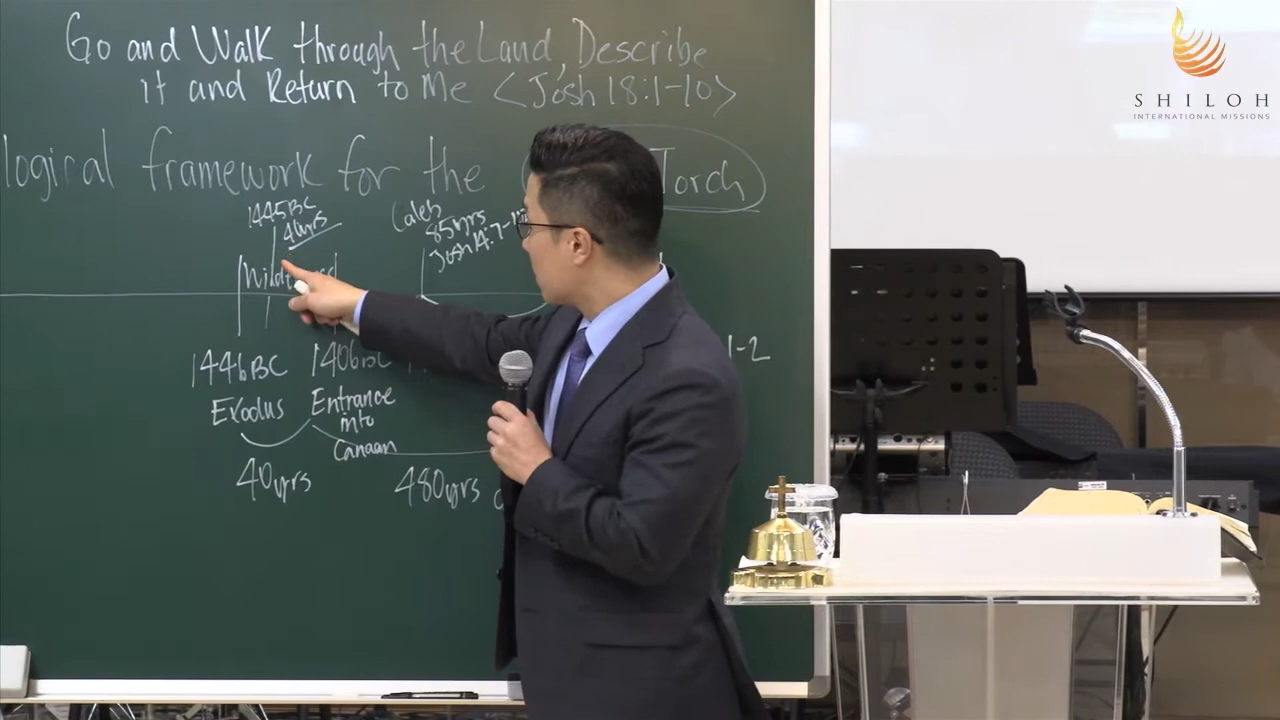 Go and Walk through the Land, Describe
it and Return to Me <Josh 18:1-10>
SHILOH
INTERNATIONAL MISSIONS
logical framework for the
Torch
1445BC
40yrs
Caleb
85yrs
Josh 14:7-1
1446BC
1406BC
1-2
Exodus
Entrance
into
Canaan
40yrs
480yrs